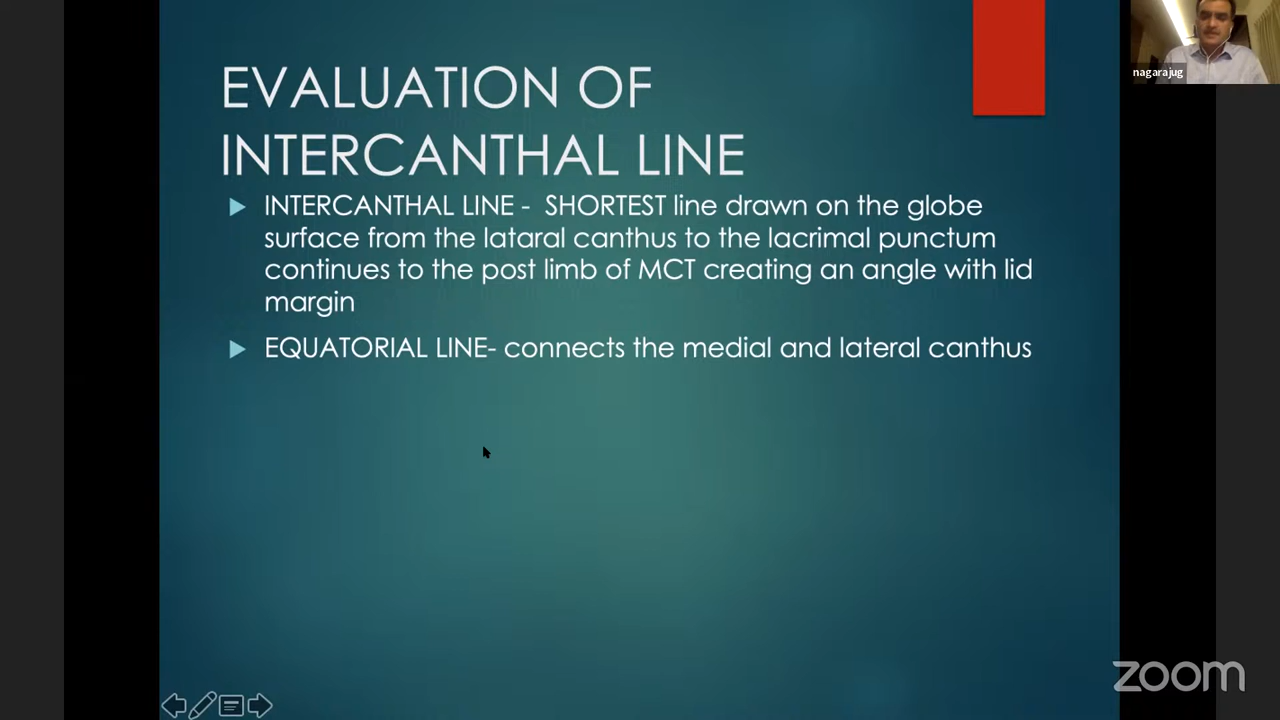 EVALUATION OF
INTERCANTHAL LINE
INTERCANTHAL LINE - SHORTEST line drawn on the globe
surface from the lataral canthus to the lacrimal punctum
continues to the post limb of MCT creating an angle with lid
margin
EQUATORIAL LINE- connects the medial and lateral canthus
nagarajug
zoom